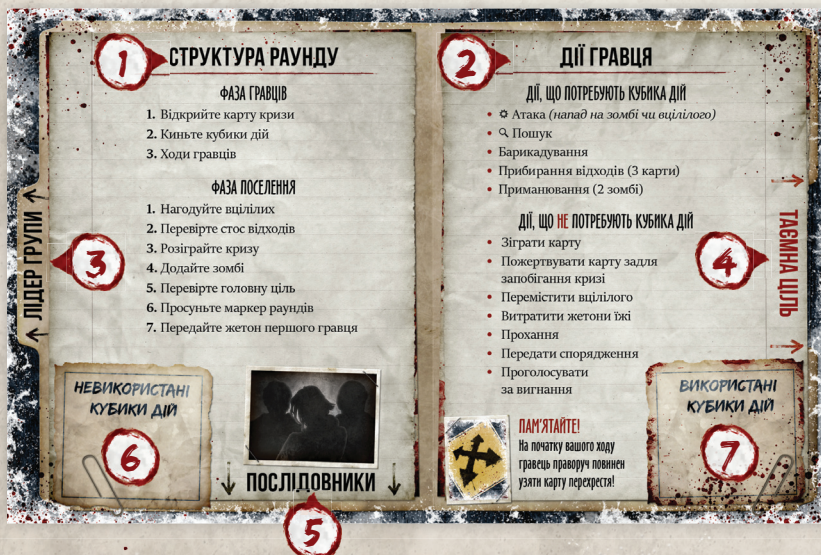 1
СТРУКТУРА РАУНДУ
ФАЗА ГРАВЦІВ
1. Відкрийте карту кризи
2. Киньте кубики дій
3. Ходи гравців
ФАЗА ПОСЕЛЕННЯ
1. Нагодуйте вцілілих
2. Перевірте стос відходів
3. Розіграйте кризу
4. Додайте зомбі
5. Перевірте головну ціль
6. Просуньте маркер раундів
7. Передайте жетон першого гравця
ЛІДЕР ГРУПИ
3
НЕВИКОРИСТАНІ
КУБИКИ ДІЙ
6
ПОСЛІДОВНИКИ
5
2
ДІЇ ГРАВЦЯ
ДІЇ, ЩО ПОТРЕБУЮТЬ КУБИКА ДІЙ
• Атака (напад на зомбі чи вцілілого)
• Пошук
• Барикадування
• Прибирання відходів (3 карти)
• Приманювання (2 зомбі)
ДІЇ, ЩО НЕ ПОТРЕБУЮТЬ КУБИКА ДІЙ
• Зіграти карту
• Пожертвувати карту задля
запобігання кризі
• Перемістити вцілілого
• Витратити жетони їжі
• Прохання
• Передати спорядження
• Проголосувати
за вигнання
4
ТАЄМНА ЦІЛЬ
ПАМ'ЯТАЙТЕ!
На початку вашого ходу
гравець праворуч повинен
узяти карту перехрестя!
ВИКОРИСТАНІ
КУБИКИ ДІЙ
7